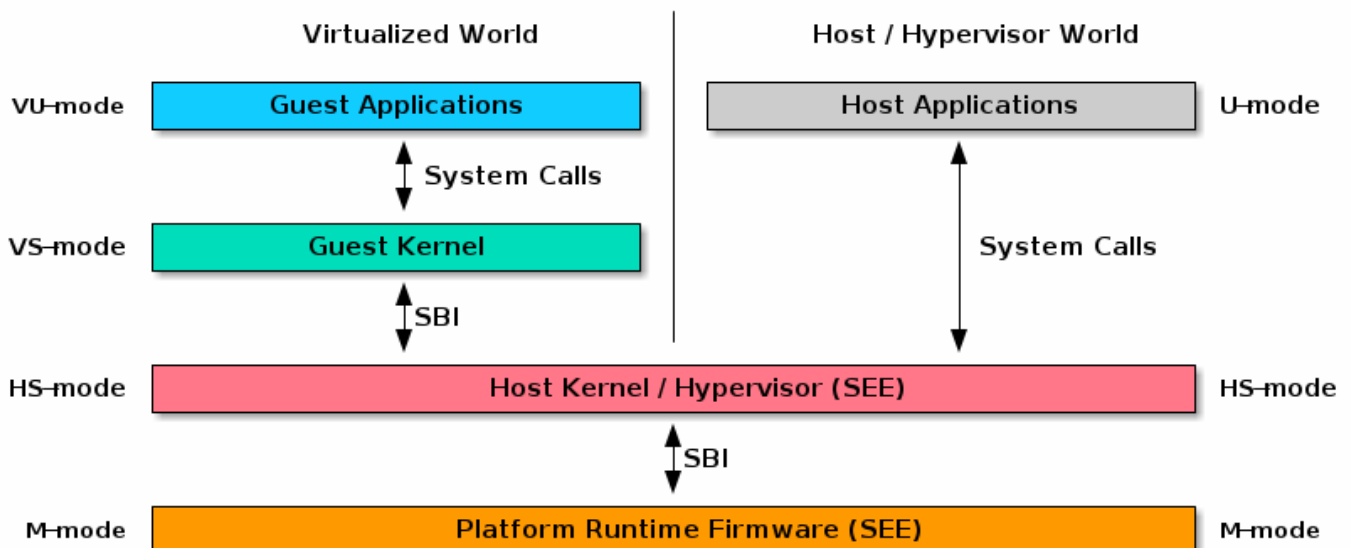 Virtualized World
Host / Hypervisor World
VU-mode
Guest Applications
Host Applications
U-mode
System Calls
VS-mode
Guest Kernel
System Calls
SBI
HS-mode
Host Kernel / Hypervisor (SEE)
HS-mode
SBI
M-mode
Platform Runtime Firmware (SEE)
M-mode